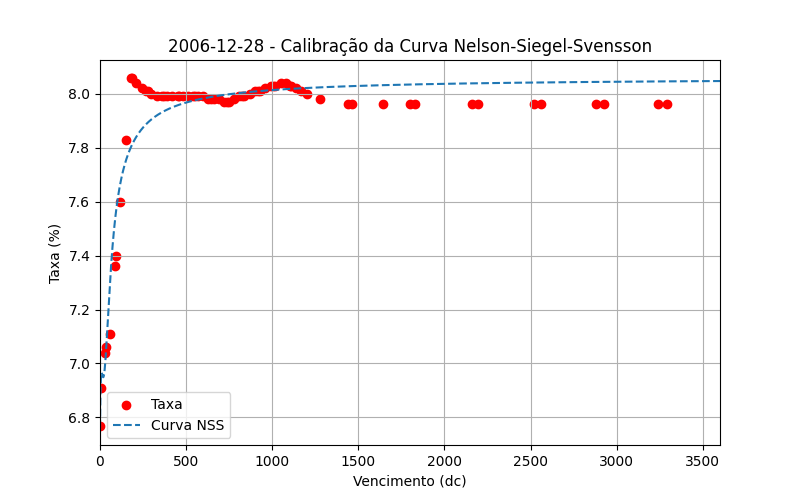 2006-12-28 - Calibração da Curva Nelson-Siegel-Svensson
Taxa (%)
8.0
7.8
7.6
7.4
7.2
7.0
6.8
Taxa
Curva NSS
0 500 1000 1500 2000 2500 3000 3500
Vencimento (dc)